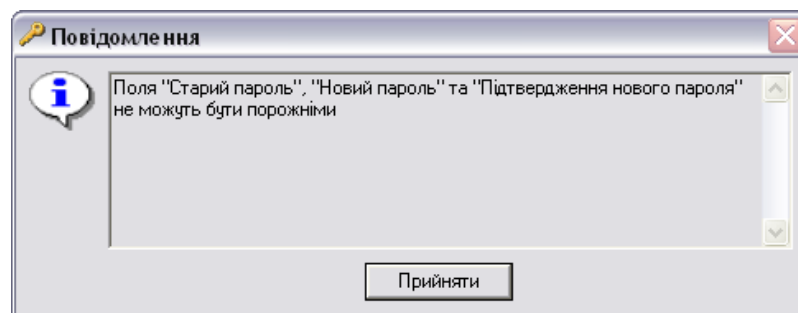 Повідомлення
Поля "Старий пароль", "Новий пароль" та "Підтвердження нового пароля"
не можуть бути порожніми
Прийняти